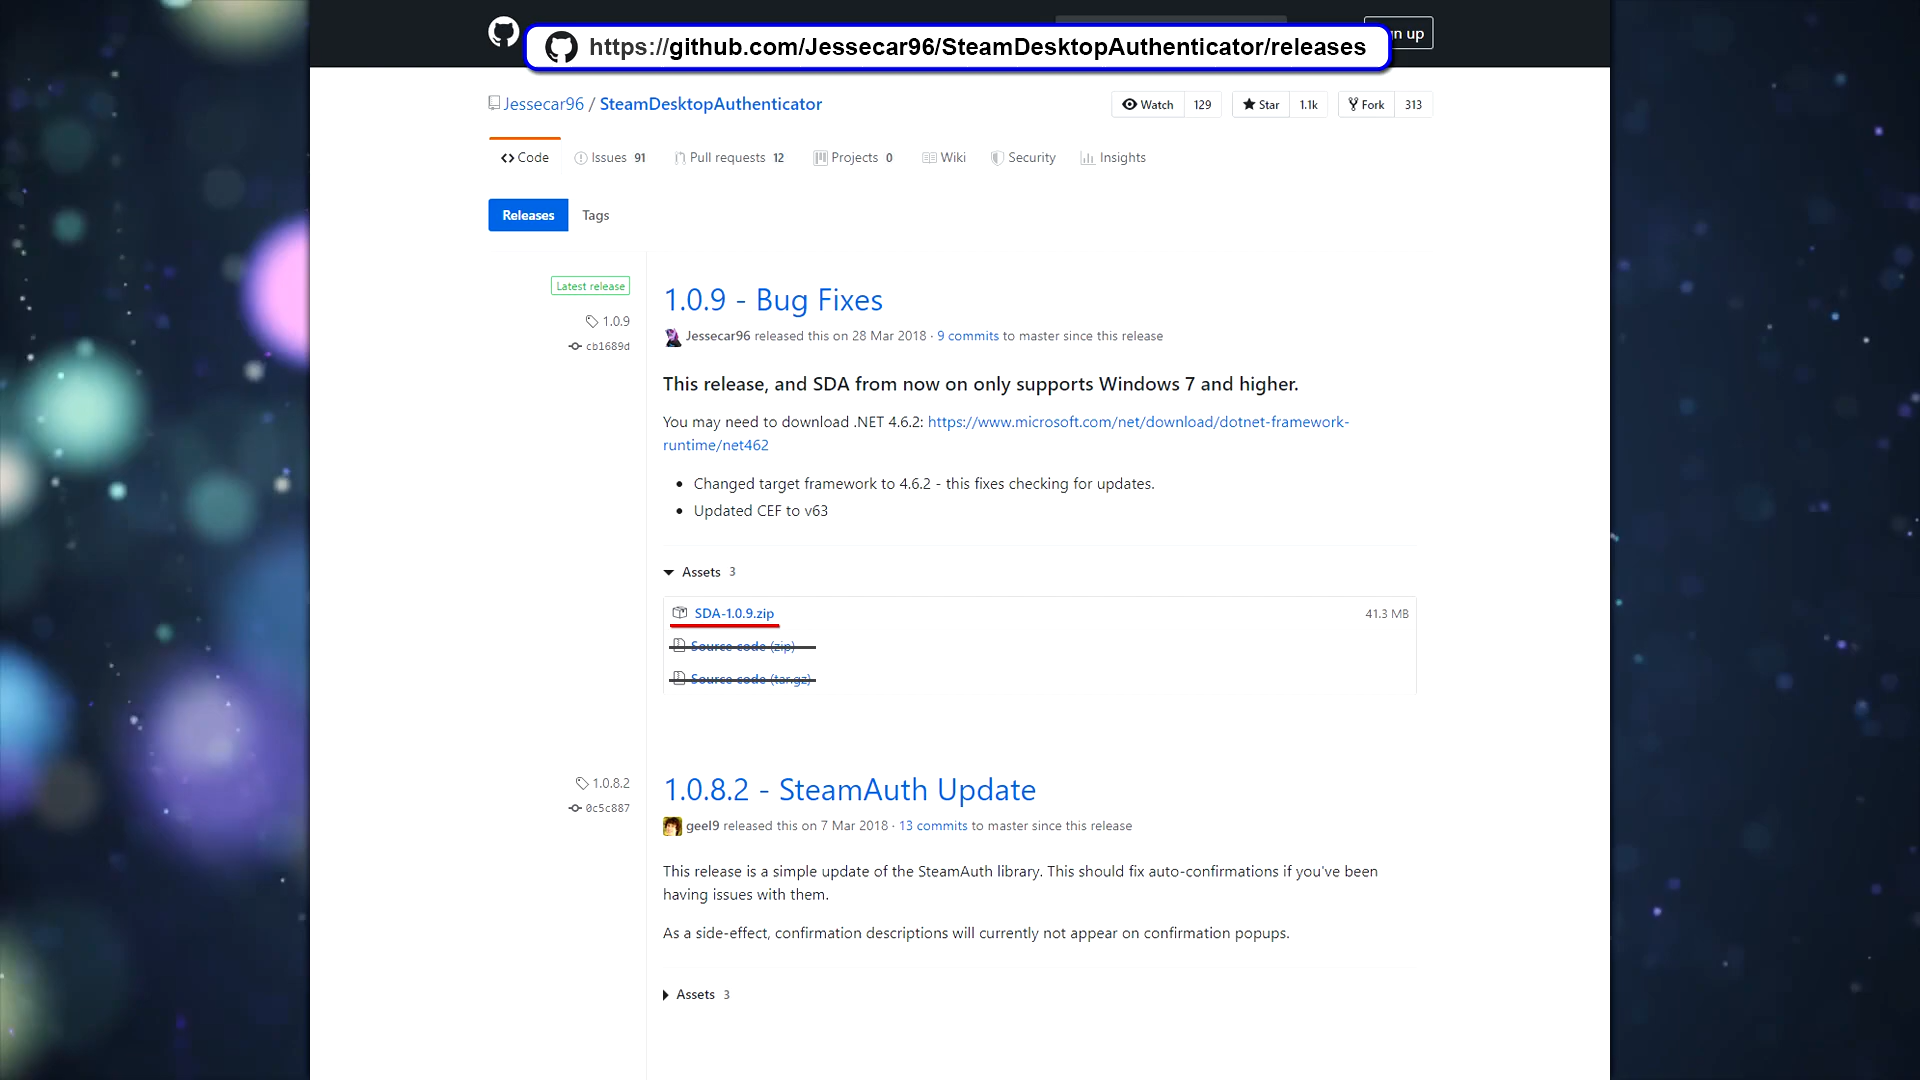 https://github.com/Jessecar96/SteamDesktopAuthenticator/releases
up
Jessecar96 / SteamDesktopAuthenticator
Watch 129 Star 1.1k Fork 313
Code Issues 91 Pull requests 12 Projects 0 Wiki Security Insights
Releases Tags
Latest release
1.0.9
cb1689d
1.0.9 - Bug Fixes
Jessecar96 released this on 28 Mar 2018 · 9 commits to master since this release
This release, and SDA from now on only supports Windows 7 and higher.
You may need to download .NET 4.6.2: https://www.microsoft.com/net/download/dotnet-framework-
runtime/net462
• Changed target framework to 4.6.2 - this fixes checking for updates.
• Updated CEF to v63
Assets 3
SDA-1.0.9.zip 41.3 MB
Source code (zip)
Source code (tar.gz)
1.0.8.2
0c5c887
1.0.8.2 - SteamAuth Update
geel9 released this on 7 Mar 2018 · 13 commits to master since this release
This release is a simple update of the SteamAuth library. This should fix auto-confirmations if you've been
having issues with them.
As a side-effect, confirmation descriptions will currently not appear on confirmation popups.
Assets 3